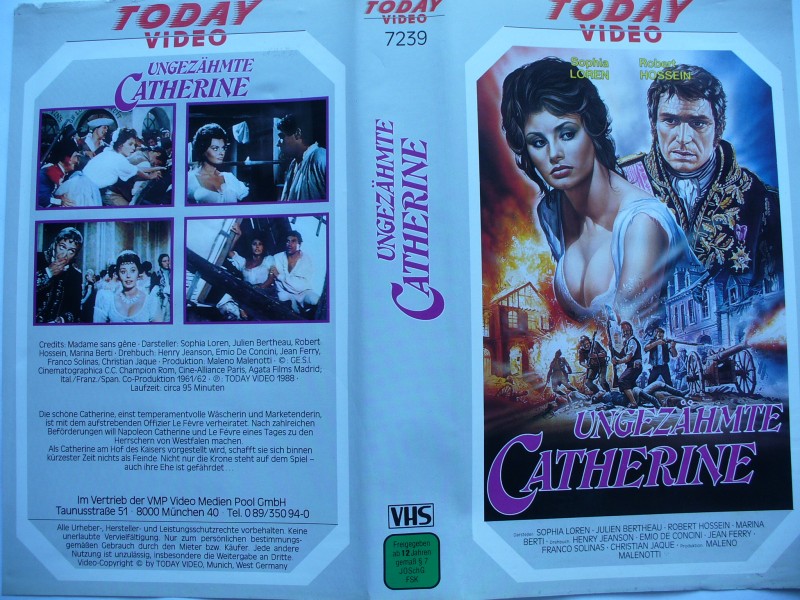 TODAY
VIDEO
UNGEZÄHMTE
CATHERINE
Credits: Madame sans gêne · Darsteller: Sophia Loren, Julien Bertheau, Robert
Hossein, Marina Berti · Drehbuch: Henry Jeanson, Emio De Concini, Jean Ferry,
Franco Solinas, Christian Jaque · Produktion: Maleno Malenotti · © : GE.S.I.
Cinematographica C.C. Champion Rom, Cine-Alliance Paris, Agata Films Madrid;
Ital./Franz./Span. Co-Produktion 1961/62 · ℗ : TODAY VIDEO 1988 ·
Laufzeit: circa 95 Minuten
Die schöne Catherine, einst temperamentvolle Wäscherin und Marketenderin,
ist mit dem aufstrebenden Offizier Le Fèvre verheiratet. Nach zahlreichen
Beförderungen will Napoleon Catherine und Le Fèvre eines Tages zu den
Herrschern von Westfalen machen.
Als Catherine am Hof des Kaisers vorgestellt wird, schafft sie sich binnen
kürzester Zeit nichts als Feinde. Nicht nur die Krone steht auf dem Spiel –
auch ihre Ehe ist gefährdet . . .
Im Vertrieb der VMP Video Medien Pool GmbH
Taunusstraße 51 · 8000 München 40 · Tel. 0 89/350 94-0
Alle Urheber-, Hersteller- und Leistungsschutzrechte vorbehalten. Keine
unerlaubte Vervielfältigung. Nur zum persönlichen bestimmungs-
gemäßen Gebrauch durch den Mieter bzw. Käufer. Jede andere
Nutzung ist unzulässig, insbesondere die Weitergabe an Dritte.
Video-Copyright © by TODAY VIDEO, Munich, West Germany
TODAY
VIDEO
7239
UNGEZÄHMTE
CATHERINE
VHS
Freigegeben
ab 12 Jahren
gemäß § 7
JÖSchG
FSK
TODAY
VIDEO
Sophia
LOREN
Robert
HOSSEIN
UNGEZÄHMTE
CATHERINE
Darsteller: SOPHIA LOREN · JULIEN BERTHEAU · ROBERT HOSSEIN · MARINA
BERTI · Drehbuch: HENRY JEANSON · EMIO DE CONCINI · JEAN FERRY ·
FRANCO SOLINAS · CHRISTIAN JAQUE · Produktion: MALENO
MALENOTTI